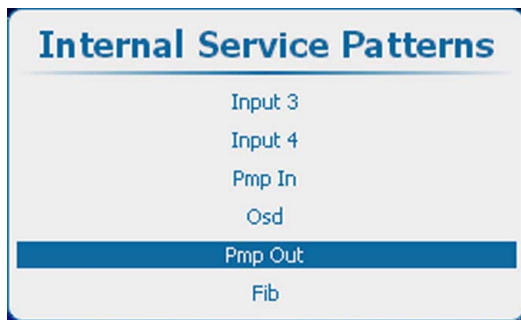 Internal Service Patterns
Input 3
Input 4
Pmp In
Osd
Pmp Out
Fib